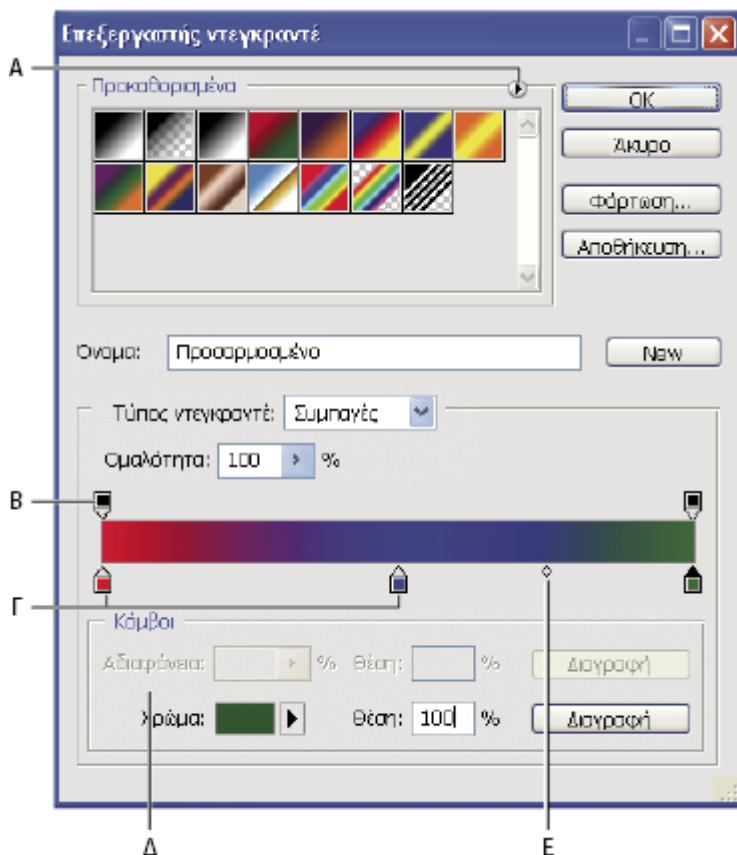 Επεξεργαστής ντεγκραντέ
Α
Προκαθορισμένα
OK
Άκυρο
Φόρτωση...
Αποθήκευση...
Όνομα: Προσαρμοσμένο New
Τύπος ντεγκραντέ: Συμπαγές
Ομαλότητα: 100 %
Β
Γ
Κόμβοι
Αδιαφάνεια: % Θέση: % Διαγραφή
Χρώμα: Θέση: 100 % Διαγραφή
Δ Ε